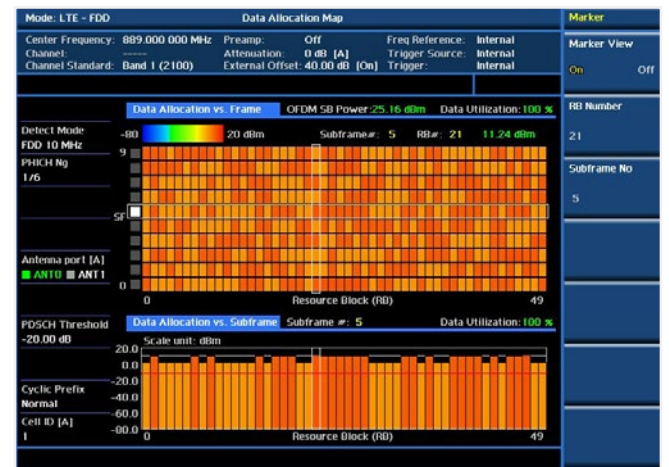 Mode: LTE - FDD
Data Allocation Map
Marker
Center Frequency: 889.000 000 MHz
Preamp: Off
Freq Reference: Internal
Channel: -----
Attenuation: 0 dB [A]
Trigger Source: Internal
Channel Standard: Band 1 (2100)
External Offset: 40.00 dB [On]
Trigger: Internal
Marker View
On Off
Data Allocation vs. Frame
OFDM SB Power:25.16 dBm
Data Utilization:100 %
RB Number
21
Detect Mode
FDD 10 MHz
-80 20 dBm
Subframe#: 5 RB#: 21 11.24 dBm
PHICH Ng
1/6
9
SF
0
Subframe No
5
Antenna port [A]
ANT0 ANT1
0 Resource Block (RB) 49
PDSCH Threshold
-20.00 dB
Data Allocation vs. Subframe
Subframe #: 5
Data Utilization:100 %
Scale unit: dBm
20.0
0.0
-20.0
-40.0
-60.0
-80.0
Cyclic Prefix
Normal
Cell ID [A]
1
0 Resource Block (RB) 49